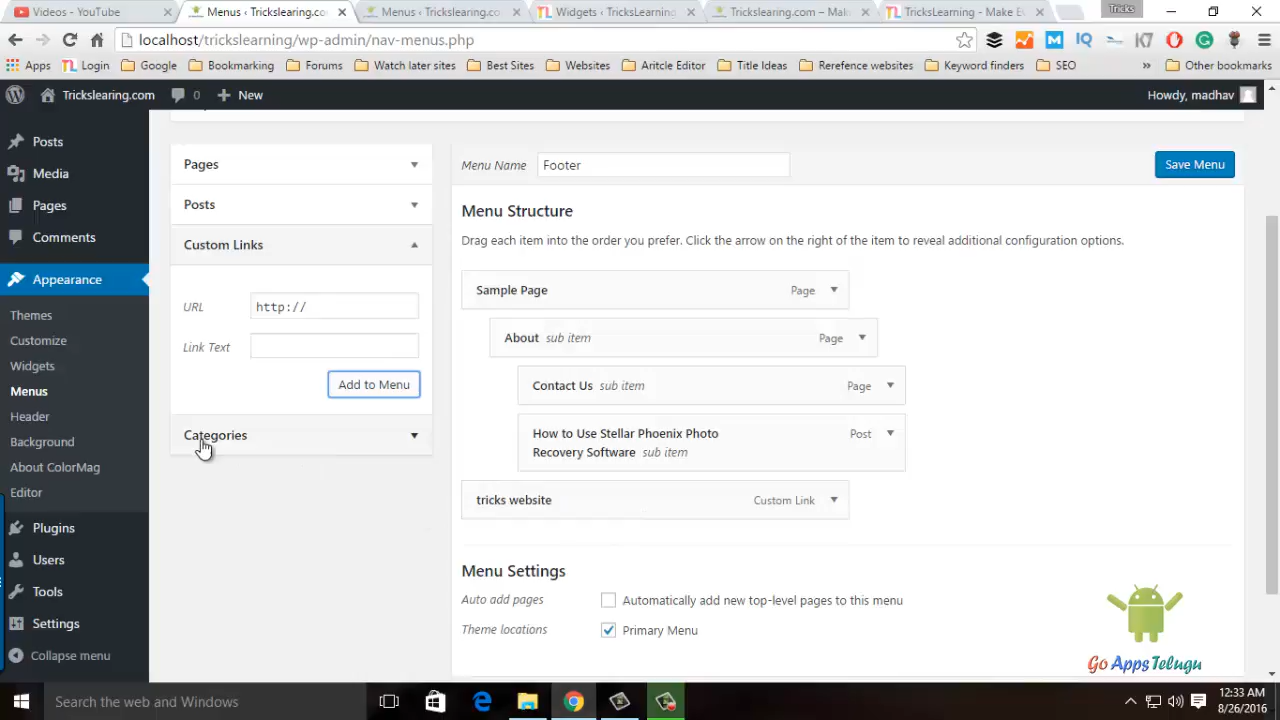 Videos - YouTube
Menus ‹ Trickslearing.co
Menus ‹ Trickslearing.co
Widgets ‹ TricksLearning
Trickslearing.com – Ma
TricksLearning - Make B
Tricks
localhost/trickslearning/wp-admin/nav-menus.php
Apps
Login
Google
Bookmarking
Forums
Watch later sites
Best Sites
Websites
Aritcle Editor
Title Ideas
Rerefence websites
Keyword finders
SEO
»
Other bookmarks
Trickslearing.com
0
New
Howdy, madhav
Posts
Media
Pages
Comments
Appearance
Themes
Customize
Widgets
Menus
Header
Background
About ColorMag
Editor
Plugins
Users
Tools
Settings
Collapse menu
Pages
Posts
Custom Links
URL http://
Link Text
Add to Menu
Categories
Menu Name Footer
Save Menu
Menu Structure
Drag each item into the order you prefer. Click the arrow on the right of the item to reveal additional configuration options.
Sample Page Page
About sub item Page
Contact Us sub item Page
How to Use Stellar Phoenix Photo Post
Recovery Software sub item
tricks website Custom Link
Menu Settings
Auto add pages Automatically add new top-level pages to this menu
Theme locations Primary Menu
Go AppsTelugu
Search the web and Windows
12:33 AM
8/26/2016